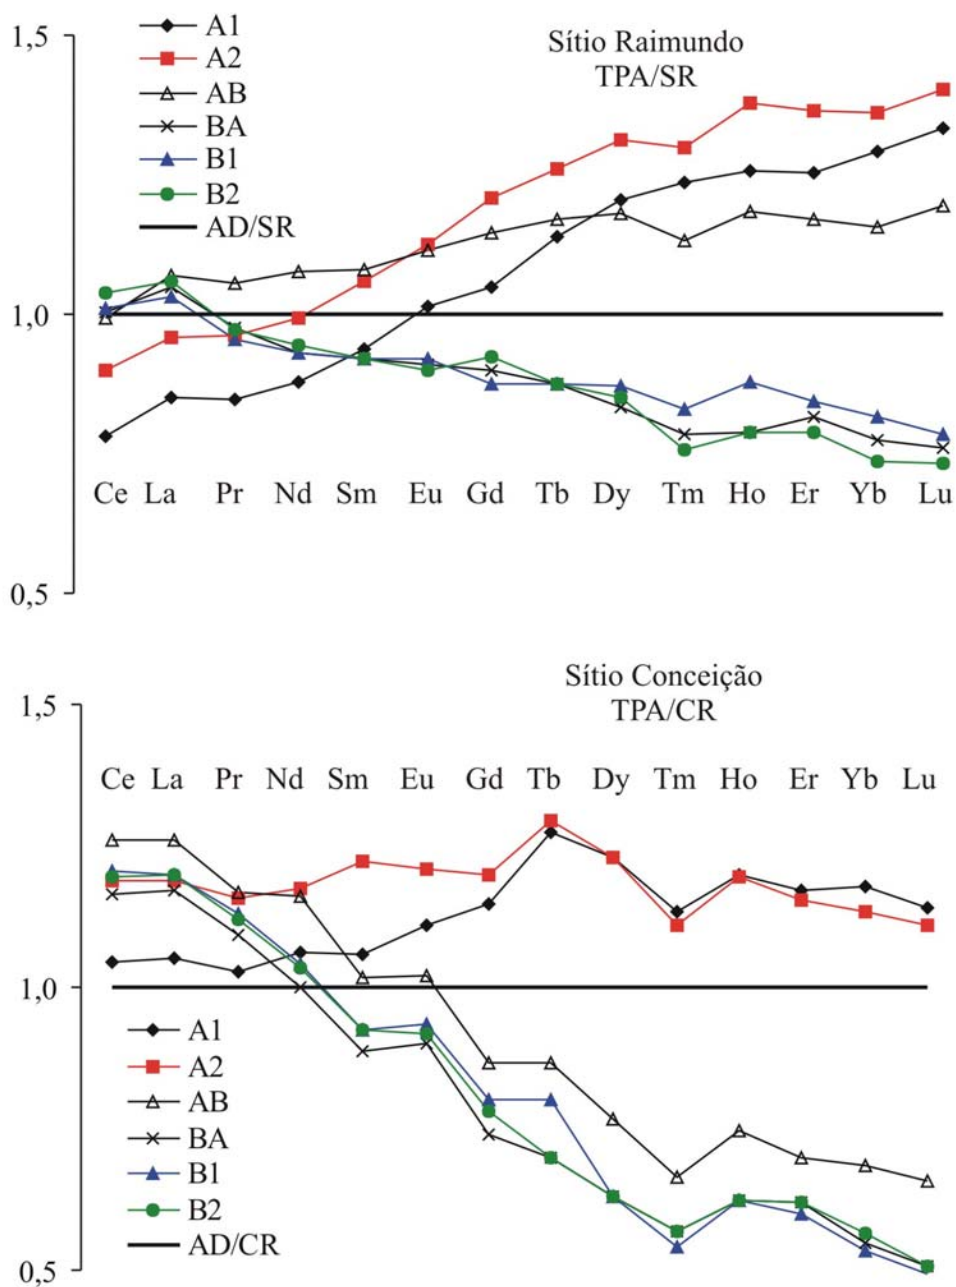 1,5
A1
A2
AB
BA
B1
B2
AD/SR
Sítio Raimundo
TPA/SR
1,0
Ce La Pr Nd Sm Eu Gd Tb Dy Tm Ho Er Yb Lu
0,5
Sítio Conceição
TPA/CR
1,5
Ce La Pr Nd Sm Eu Gd Tb Dy Tm Ho Er Yb Lu
1,0
A1
A2
AB
BA
B1
B2
AD/CR
0,5